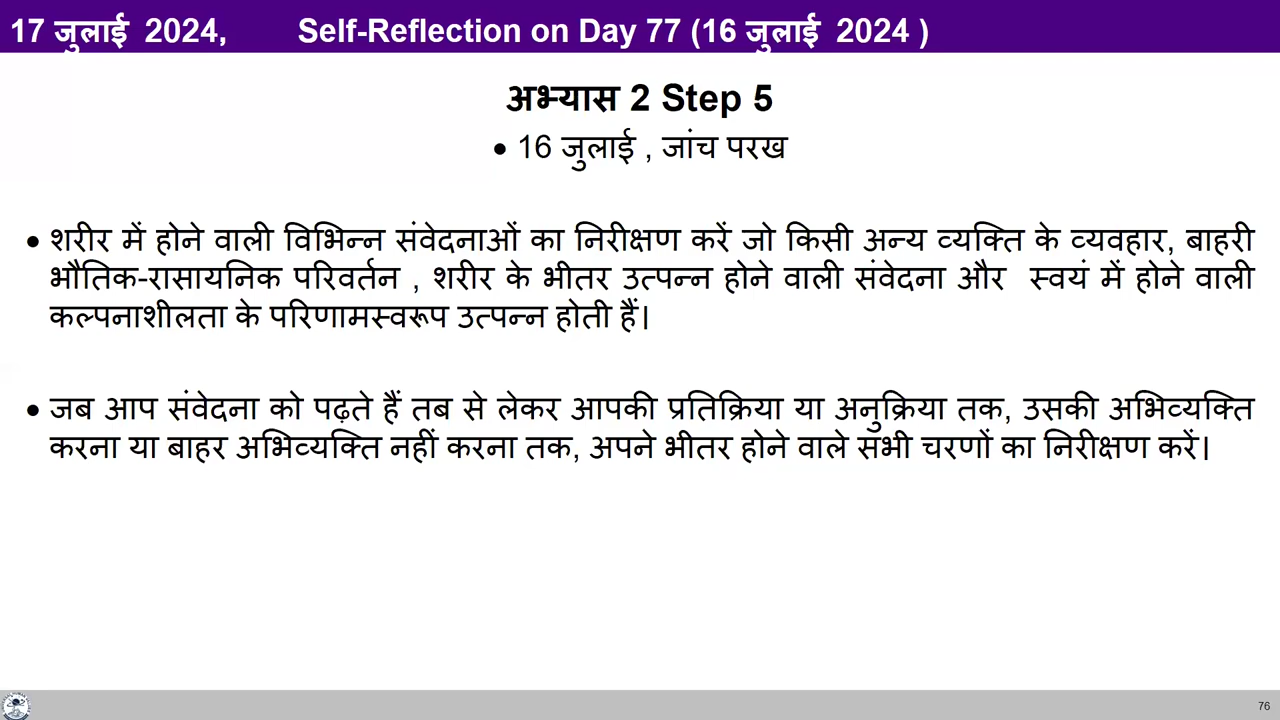 17 जुलाई 2024, Self-Reflection on Day 77 (16 जुलाई 2024 )
अभ्यास 2 Step 5
• 16 जुलाई , जांच परख
• शरीर में होने वाली विभिन्न संवेदनाओं का निरीक्षण करें जो किसी अन्य व्यक्ति के व्यवहार, बाहरी
भौतिक-रासायनिक परिवर्तन , शरीर के भीतर उत्पन्न होने वाली संवेदना और स्वयं में होने वाली
कल्पनाशीलता के परिणामस्वरूप उत्पन्न होती हैं।
• जब आप संवेदना को पढ़ते हैं तब से लेकर आपकी प्रतिक्रिया या अनुक्रिया तक, उसकी अभिव्यक्ति
करना या बाहर अभिव्यक्ति नहीं करना तक, अपने भीतर होने वाले सभी चरणों का निरीक्षण करें।
76